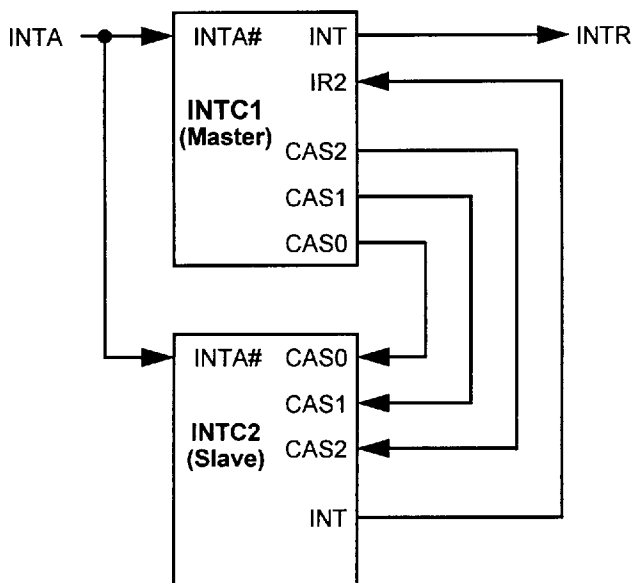 INTA
INTA# INT
INTR
IR2
INTC1
(Master)
CAS2
CAS1
CAS0
INTA# CAS0
CAS1
INTC2
(Slave)
CAS2
INT